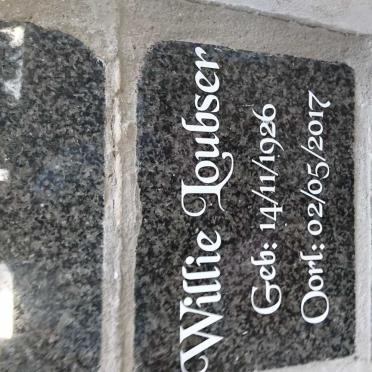 Willie Loubser
Geb: 14/11/1926
Oorl: 02/05/2017